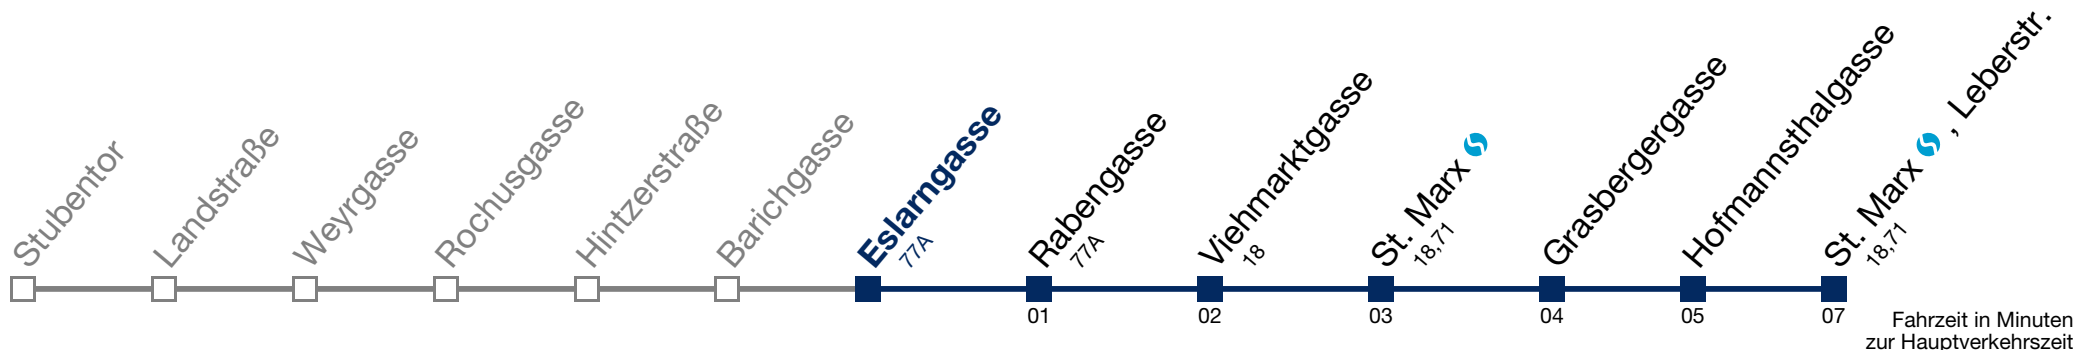 Stubentor
Landstraße
Weyrgasse
Rochusgasse
Hintzerstraße
Barichgasse
Eslarngasse
77A
Rabengasse
77A
Viehmarktgasse
18
St. Marx
18,71
Grasbergergasse
Hofmannsthalgasse
St. Marx , Leberstr.
18,71
01
02
03
04
05
07
Fahrzeit in Minuten
zur Hauptverkehrszeit